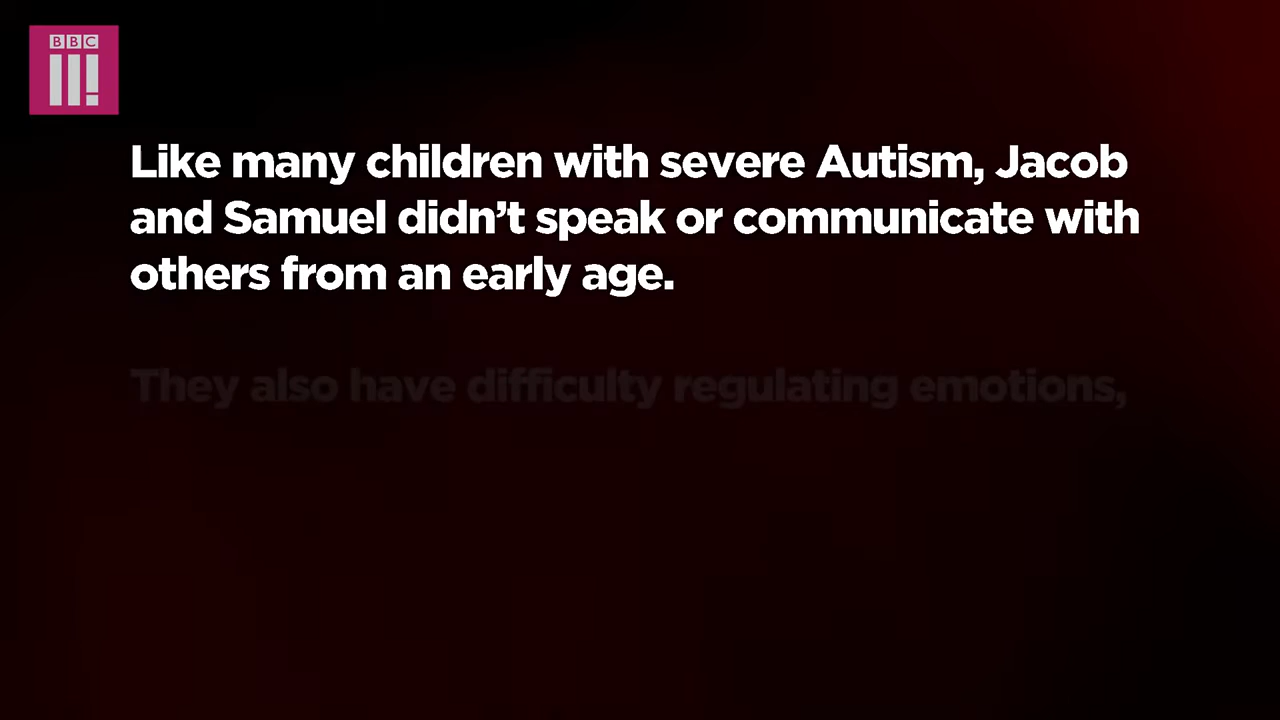 BBC
III!
Like many children with severe Autism, Jacob
and Samuel didn’t speak or communicate with
others from an early age.
They also have difficulty regulating emotions,